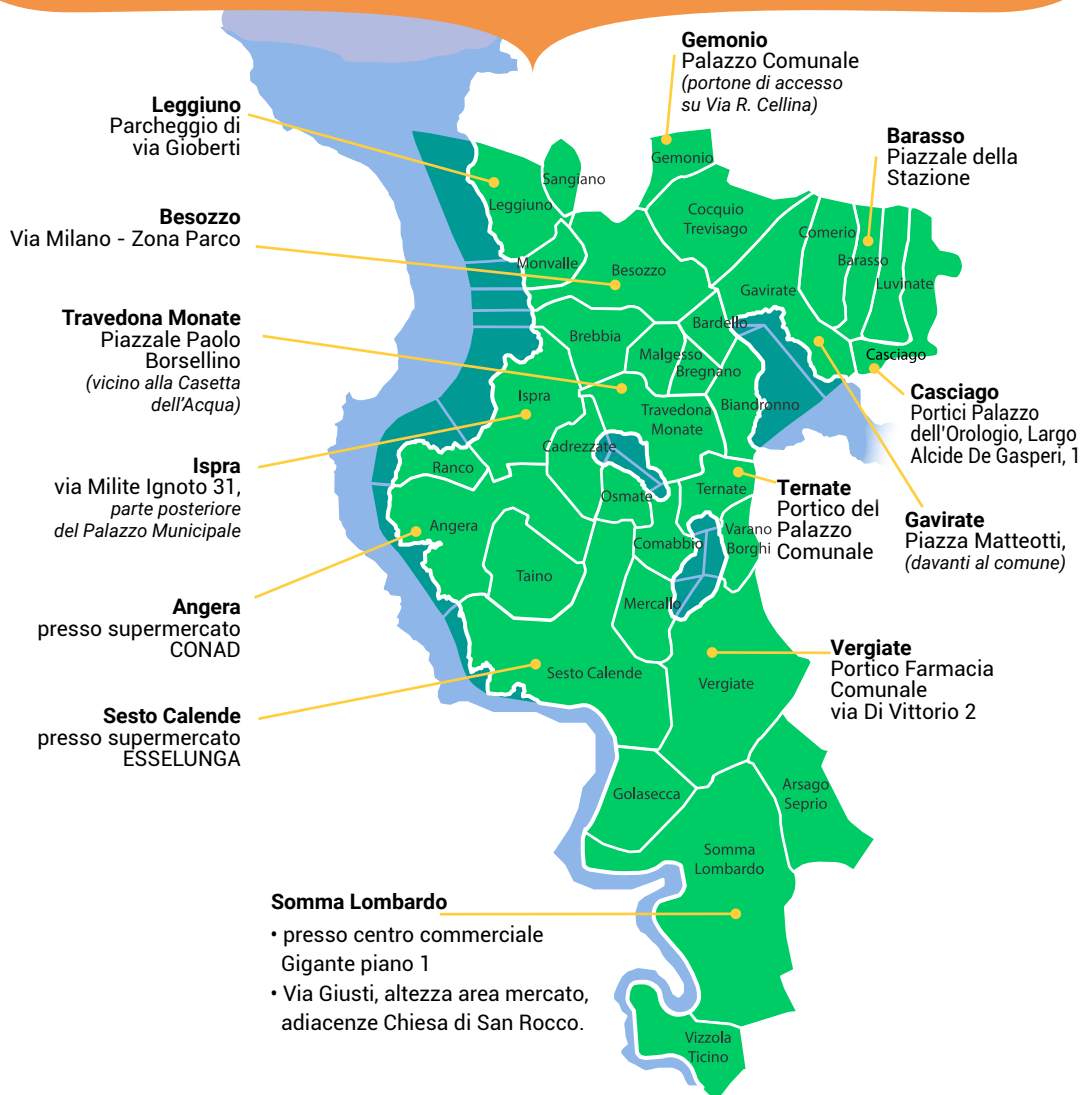 Gemonio
Palazzo Comunale
(portone di accesso
su Via R. Cellina)
Leggiuno
Parcheggio di
via Gioberti
Barasso
Piazzale della
Stazione
Besozzo
Via Milano - Zona Parco
Travedona Monate
Piazzale Paolo
Borsellino
(vicino alla Casetta
dell'Acqua)
Casciago
Portici Palazzo
dell'Orologio, Largo
Alcide De Gasperi, 1
Ispra
via Milite Ignoto 31,
parte posteriore
del Palazzo Municipale
Ternate
Portico del
Palazzo
Comunale
Gavirate
Piazza Matteotti,
(davanti al comune)
Angera
presso supermercato
CONAD
Vergiate
Portico Farmacia
Comunale
via Di Vittorio 2
Sesto Calende
presso supermercato
ESSELUNGA
Somma Lombardo
• presso centro commerciale
Gigante piano 1
• Via Giusti, altezza area mercato,
adiacenze Chiesa di San Rocco.
Gemonio
Sangiano
Leggiuno
Cocquio
Trevisago
Comerio
Barasso
Luvinate
Monvalle
Besozzo
Gavirate
Bardello
Brebbia
Malgesso
Bregnano
Casciago
Ispra
Travedona
Monate
Biandronno
Cadrezzate
Ranco
Osmate
Ternate
Angera
Comabbio
Varano
Borghi
Taino
Mercallo
Sesto Calende
Vergiate
Golasecca
Arsago
Seprio
Somma
Lombardo
Vizzola
Ticino